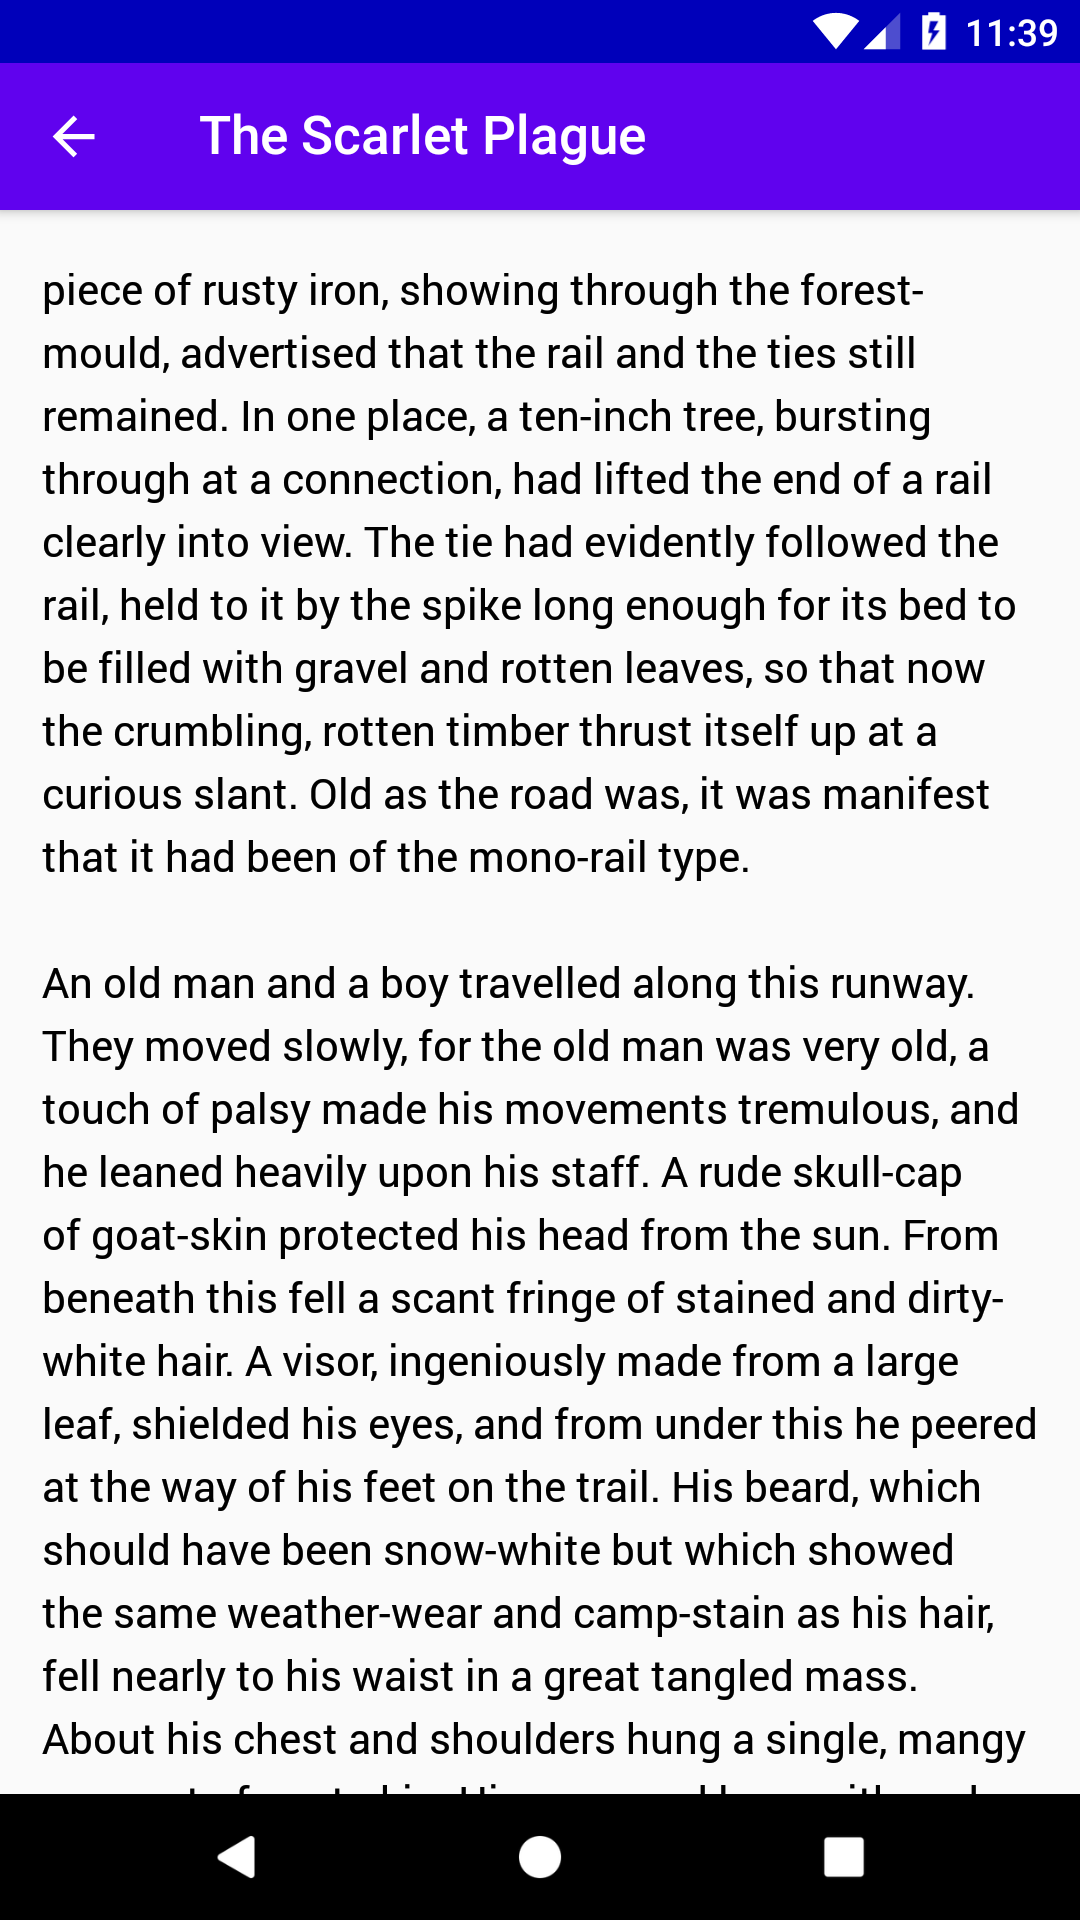 11:39
The Scarlet Plague
piece of rusty iron, showing through the forest-
mould, advertised that the rail and the ties still
remained. In one place, a ten-inch tree, bursting
through at a connection, had lifted the end of a rail
clearly into view. The tie had evidently followed the
rail, held to it by the spike long enough for its bed to
be filled with gravel and rotten leaves, so that now
the crumbling, rotten timber thrust itself up at a
curious slant. Old as the road was, it was manifest
that it had been of the mono-rail type.
An old man and a boy travelled along this runway.
They moved slowly, for the old man was very old, a
touch of palsy made his movements tremulous, and
he leaned heavily upon his staff. A rude skull-cap
of goat-skin protected his head from the sun. From
beneath this fell a scant fringe of stained and dirty-
white hair. A visor, ingeniously made from a large
leaf, shielded his eyes, and from under this he peered
at the way of his feet on the trail. His beard, which
should have been snow-white but which showed
the same weather-wear and camp-stain as his hair,
fell nearly to his waist in a great tangled mass.
About his chest and shoulders hung a single, mangy